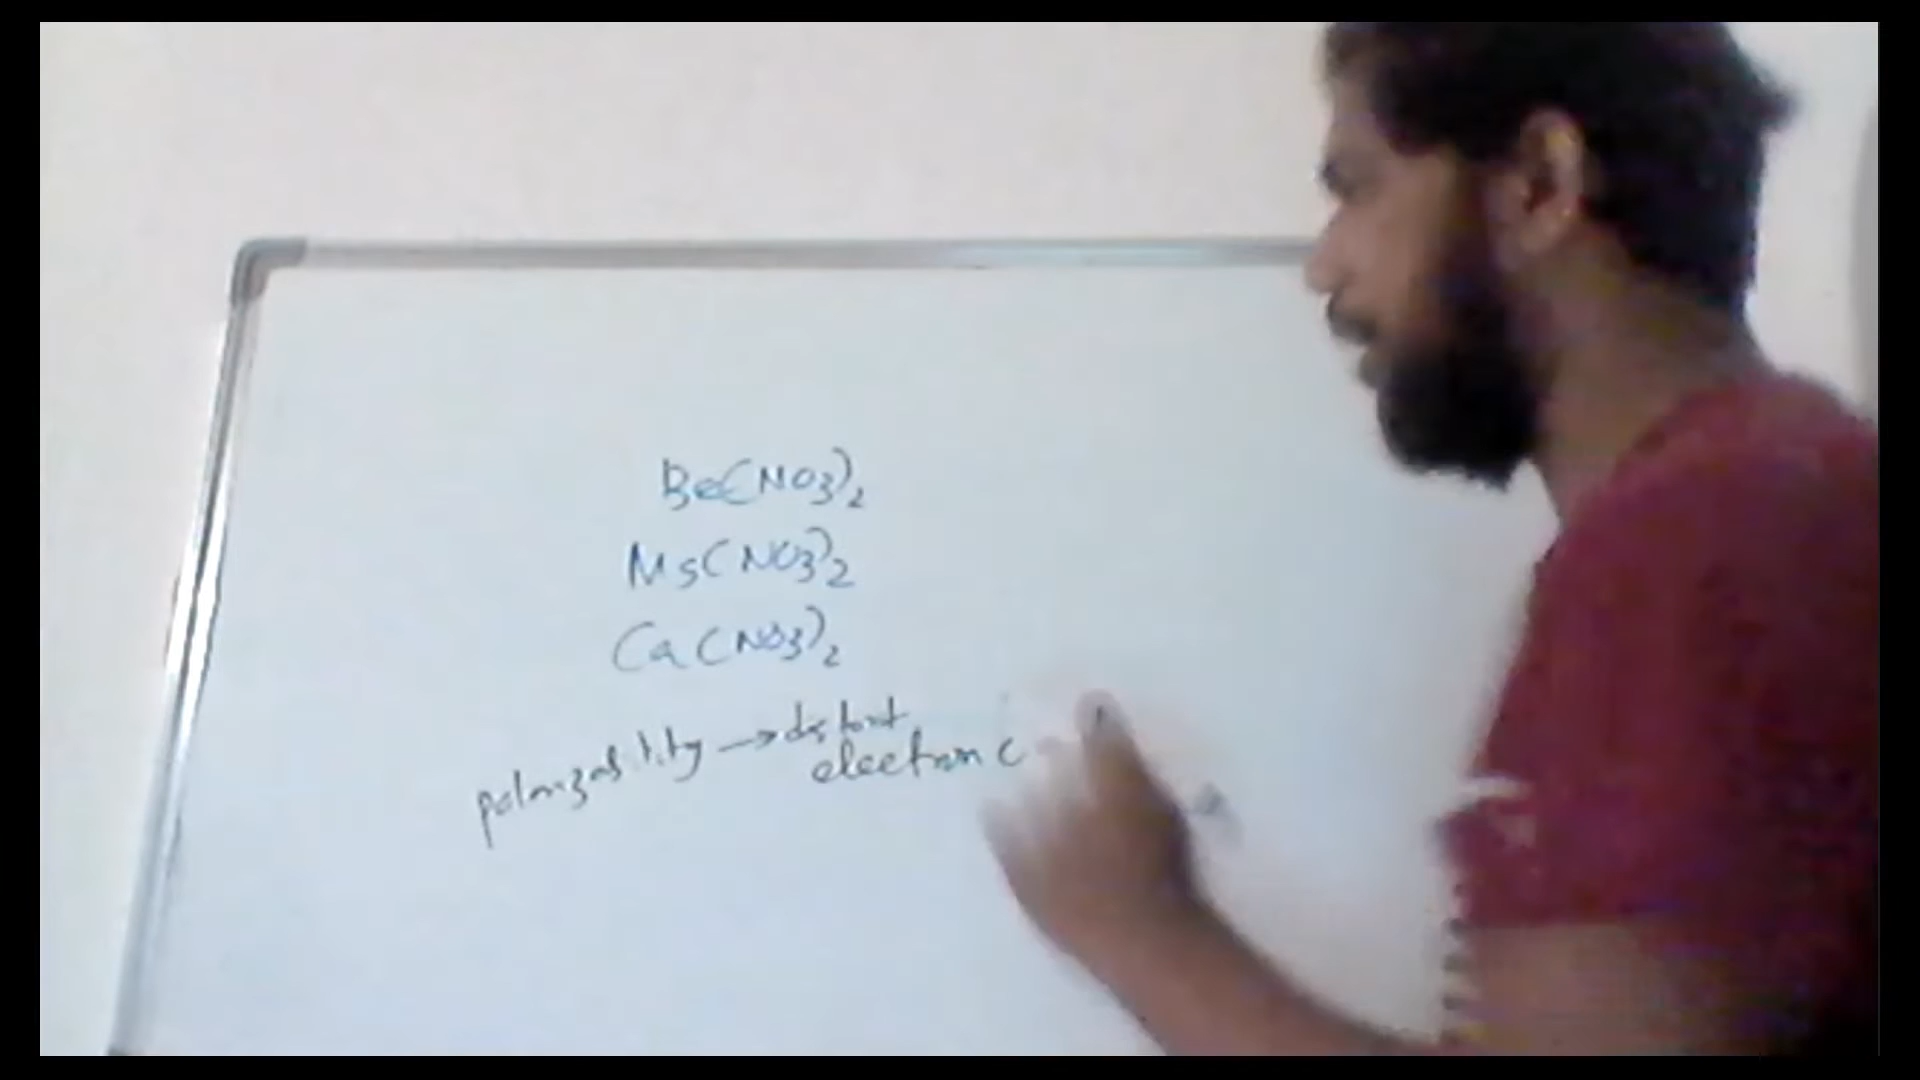 Be(NO3)2
Mg(NO3)2
Ca(NO3)2
polarizability → distort
electron c